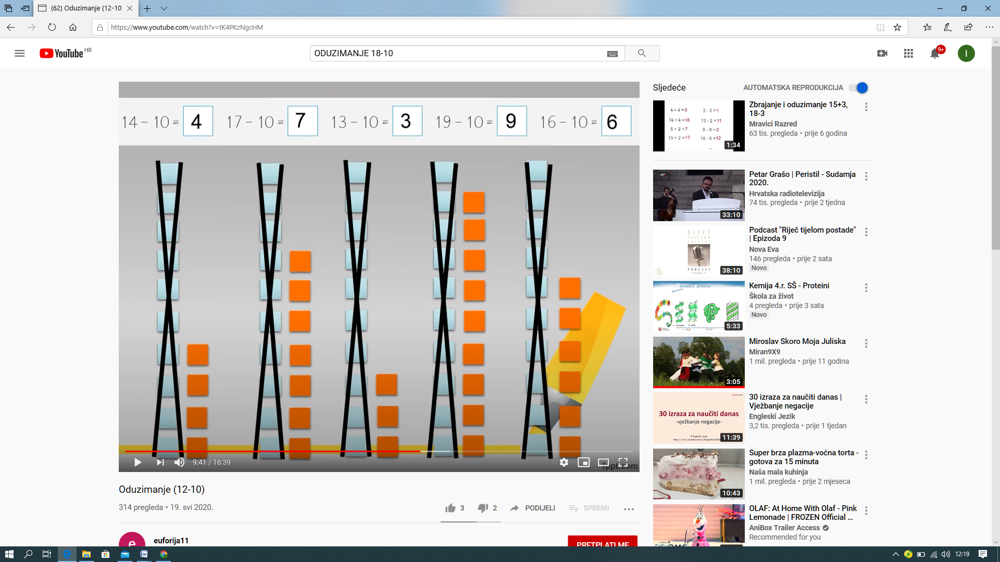 (62) Oduzimanje (12-10
https://www.youtube.com/watch?v=tK4PKzNgcHM
YouTube HR
ODUZIMANJE 18-10
9+
I
14 - 10 = 4 17 - 10 = 7 13 - 10 = 3 19 - 10 = 9 16 - 10 = 6
9:41 / 16:39
fppt.com
Oduzimanje (12-10)
314 pregleda • 19. svi 2020.
3 2 PODIJELI SPREMI
e
euforija11
PRETPLATI ME
Sljedeće
AUTOMATSKA REPRODUKCIJA
4 + 4 = 8 3 - 2 = 1
14 + 4 = 18 13 - 2 = 11
5 + 2 = 7 8 - 6 = 2
15 + 2 = 17 18 - 6 = 12
1:34
Zbrajanje i oduzimanje 15+3,
18-3
Mravici Razred
63 tis. pregleda • prije 6 godina
33:10
Petar Grašo | Peristil - Sudamja
2020.
Hrvatska radiotelevizija
74 tis. pregleda • prije 2 tjedna
RIJEČ
TIJELOM
POSTADE
PODCAST
EPIZODA 9
38:10
Podcast "Riječ tijelom postade"
| Epizoda 9
Nova Eva
146 pregleda • prije 2 sata
Novo
Struktura proteina
5:33
Kemija 4.r. SŠ - Proteini
Škola za život
4 pregleda • prije 3 sata
Novo
3:05
Miroslav Skoro Moja Juliska
Miran9X9
1 mil. pregleda • prije 11 godina
30 izraza za naučiti danas
-vježbanje negacije-
© Engleski Jezik
11:39
30 izraza za naučiti danas |
Vježbanje negacije
Engleski Jezik
3,2 tis. pregleda • prije 1 tjedan
10:43
Super brza plazma-voćna torta -
gotova za 15 minuta
Naša mala kuhinja
1 mil. pregleda • prije 2 mjeseca
OLAF: At Home With Olaf - Pink
Lemonade | FROZEN Official ...
AniBox Trailer Access
Recommended for you
12:19